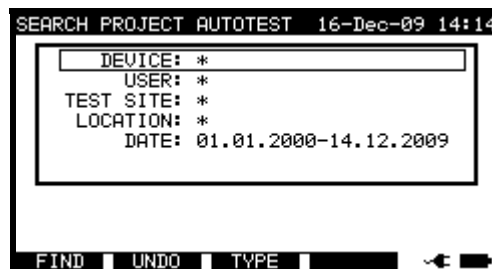 SEARCH PROJECT AUTOTEST 16-Dec-09 14:14
DEVICE: *
USER: *
TEST SITE: *
LOCATION: *
DATE: 01.01.2000-14.12.2009
FIND UNDO TYPE